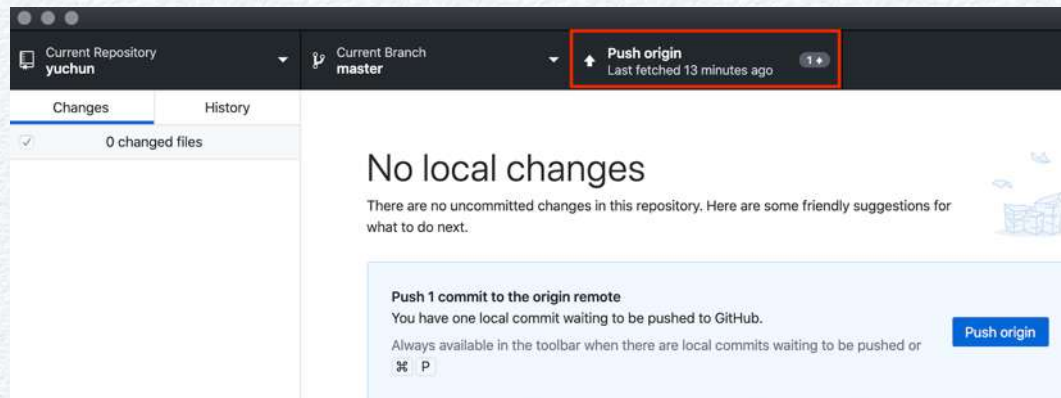 Current Repository
yuchun
Current Branch
master
Push origin
Last fetched 13 minutes ago
1
Changes
History
0 changed files
No local changes
There are no uncommitted changes in this repository. Here are some friendly suggestions for
what to do next.
Push 1 commit to the origin remote
You have one local commit waiting to be pushed to GitHub.
Always available in the toolbar when there are local commits waiting to be pushed or
⌘ P
Push origin